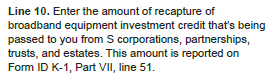 Line 10. Enter the amount of recapture of
broadband equipment investment credit that's being
passed to you from S corporations, partnerships,
trusts, and estates. This amount is reported on
Form ID K-1, Part VII, line 51.